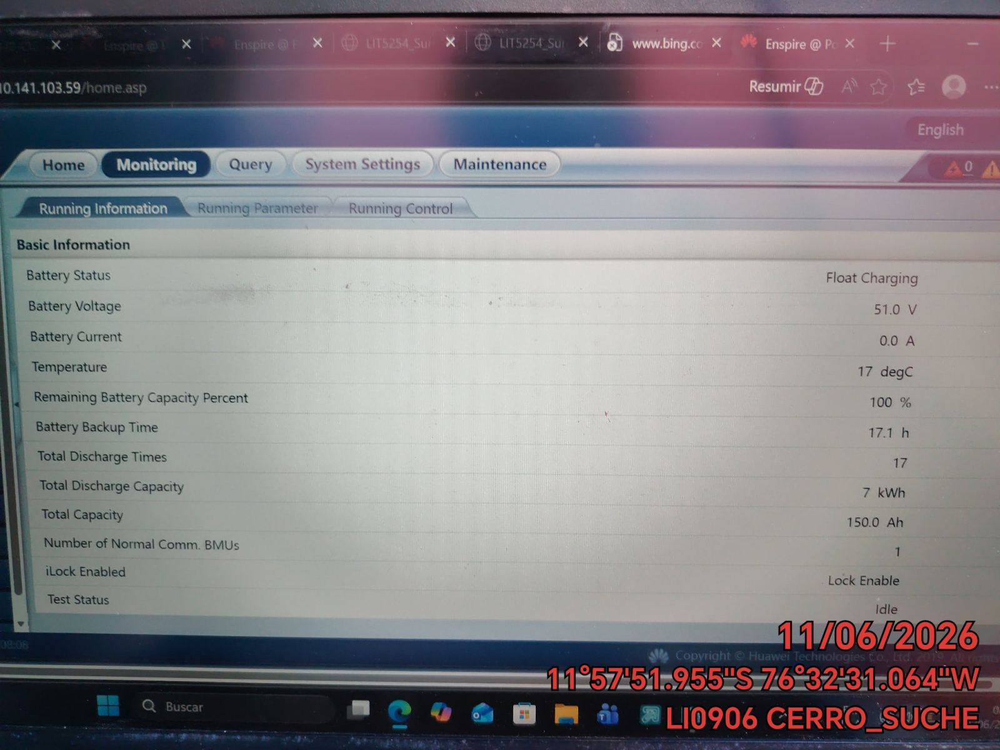 Enspire @
Enspire @
LIT5254_Su
LIT5254_Su
www.bing.co
Enspire @ Po
10.141.103.59/home.asp
Resumir
English
Home
Monitoring
Query
System Settings
Maintenance
0
Running Information
Running Parameter
Running Control
Basic Information
Battery Status Float Charging
Battery Voltage 51.0 V
Battery Current 0.0 A
Temperature 17 degC
Remaining Battery Capacity Percent 100 %
Battery Backup Time 17.1 h
Total Discharge Times 17
Total Discharge Capacity 7 kWh
Total Capacity 150.0 Ah
Number of Normal Comm. BMUs 1
iLock Enabled Lock Enable
Test Status Idle
11/06/2026
Copyright © Huawei Technologies Co., Ltd. 2019. All rights
11°57'51.955"S 76°32'31.064"W
Buscar
LI0906 CERRO_SUCHE